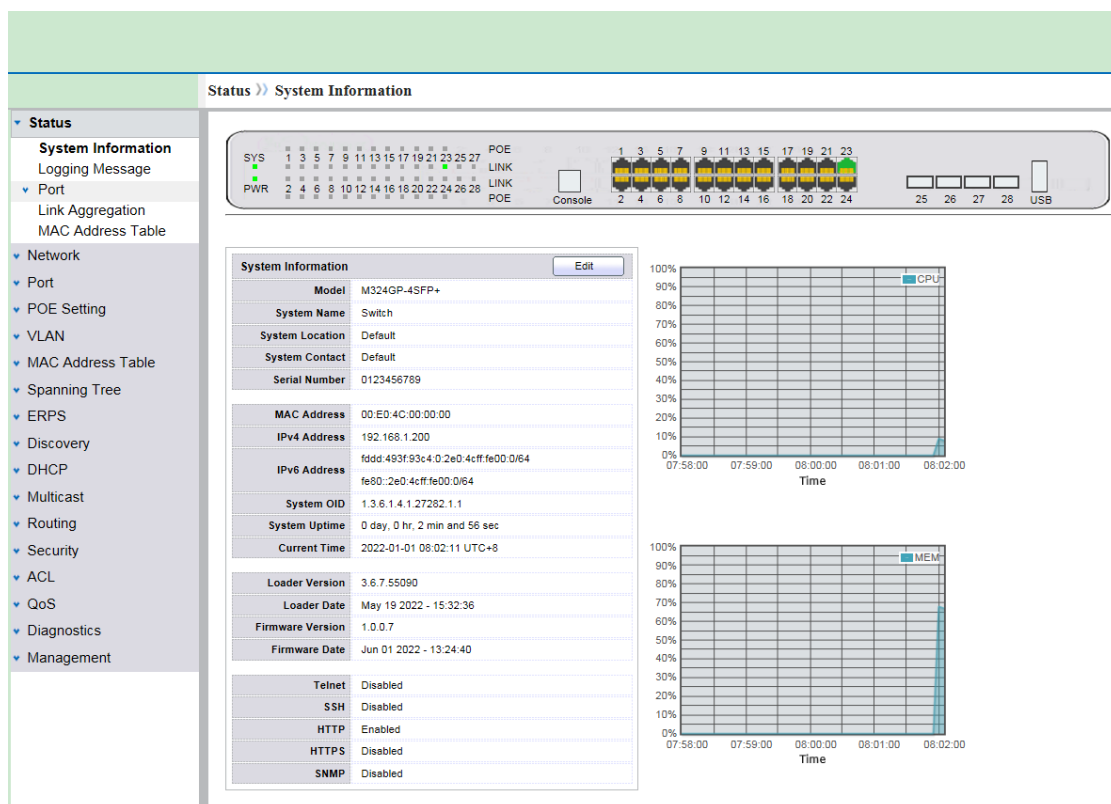 Status » System Information
Status
System Information
Logging Message
Port
Link Aggregation
MAC Address Table
Network
Port
POE Setting
VLAN
MAC Address Table
Spanning Tree
ERPS
Discovery
DHCP
Multicast
Routing
Security
ACL
QoS
Diagnostics
Management
SYS
PWR
1 3 5 7 9 11 13 15 17 19 21 23 25 27
2 4 6 8 10 12 14 16 18 20 22 24 26 28
POE
LINK
LINK
POE
Console
1 3 5 7 9 11 13 15 17 19 21 23
2 4 6 8 10 12 14 16 18 20 22 24
25 26 27 28 USB
System Information Edit
Model M324GP-4SFP+
System Name Switch
System Location Default
System Contact Default
Serial Number 0123456789
MAC Address 00:E0:4C:00:00:00
IPv4 Address 192.168.1.200
IPv6 Address fddd:493f:93c4:0:2e0:4cff:fe00:0/64
fe80::2e0:4cff:fe00:0/64
System OID 1.3.6.1.4.1.27282.1.1
System Uptime 0 day, 0 hr, 2 min and 56 sec
Current Time 2022-01-01 08:02:11 UTC+8
Loader Version 3.6.7.55090
Loader Date May 19 2022 - 15:32:36
Firmware Version 1.0.0.7
Firmware Date Jun 01 2022 - 13:24:40
Telnet Disabled
SSH Disabled
HTTP Enabled
HTTPS Disabled
SNMP Disabled
CPU
100%
90%
80%
70%
60%
50%
40%
30%
20%
10%
0%
07:58:00 07:59:00 08:00:00 08:01:00 08:02:00
Time
MEM
100%
90%
80%
70%
60%
50%
40%
30%
20%
10%
0%
07:58:00 07:59:00 08:00:00 08:01:00 08:02:00
Time